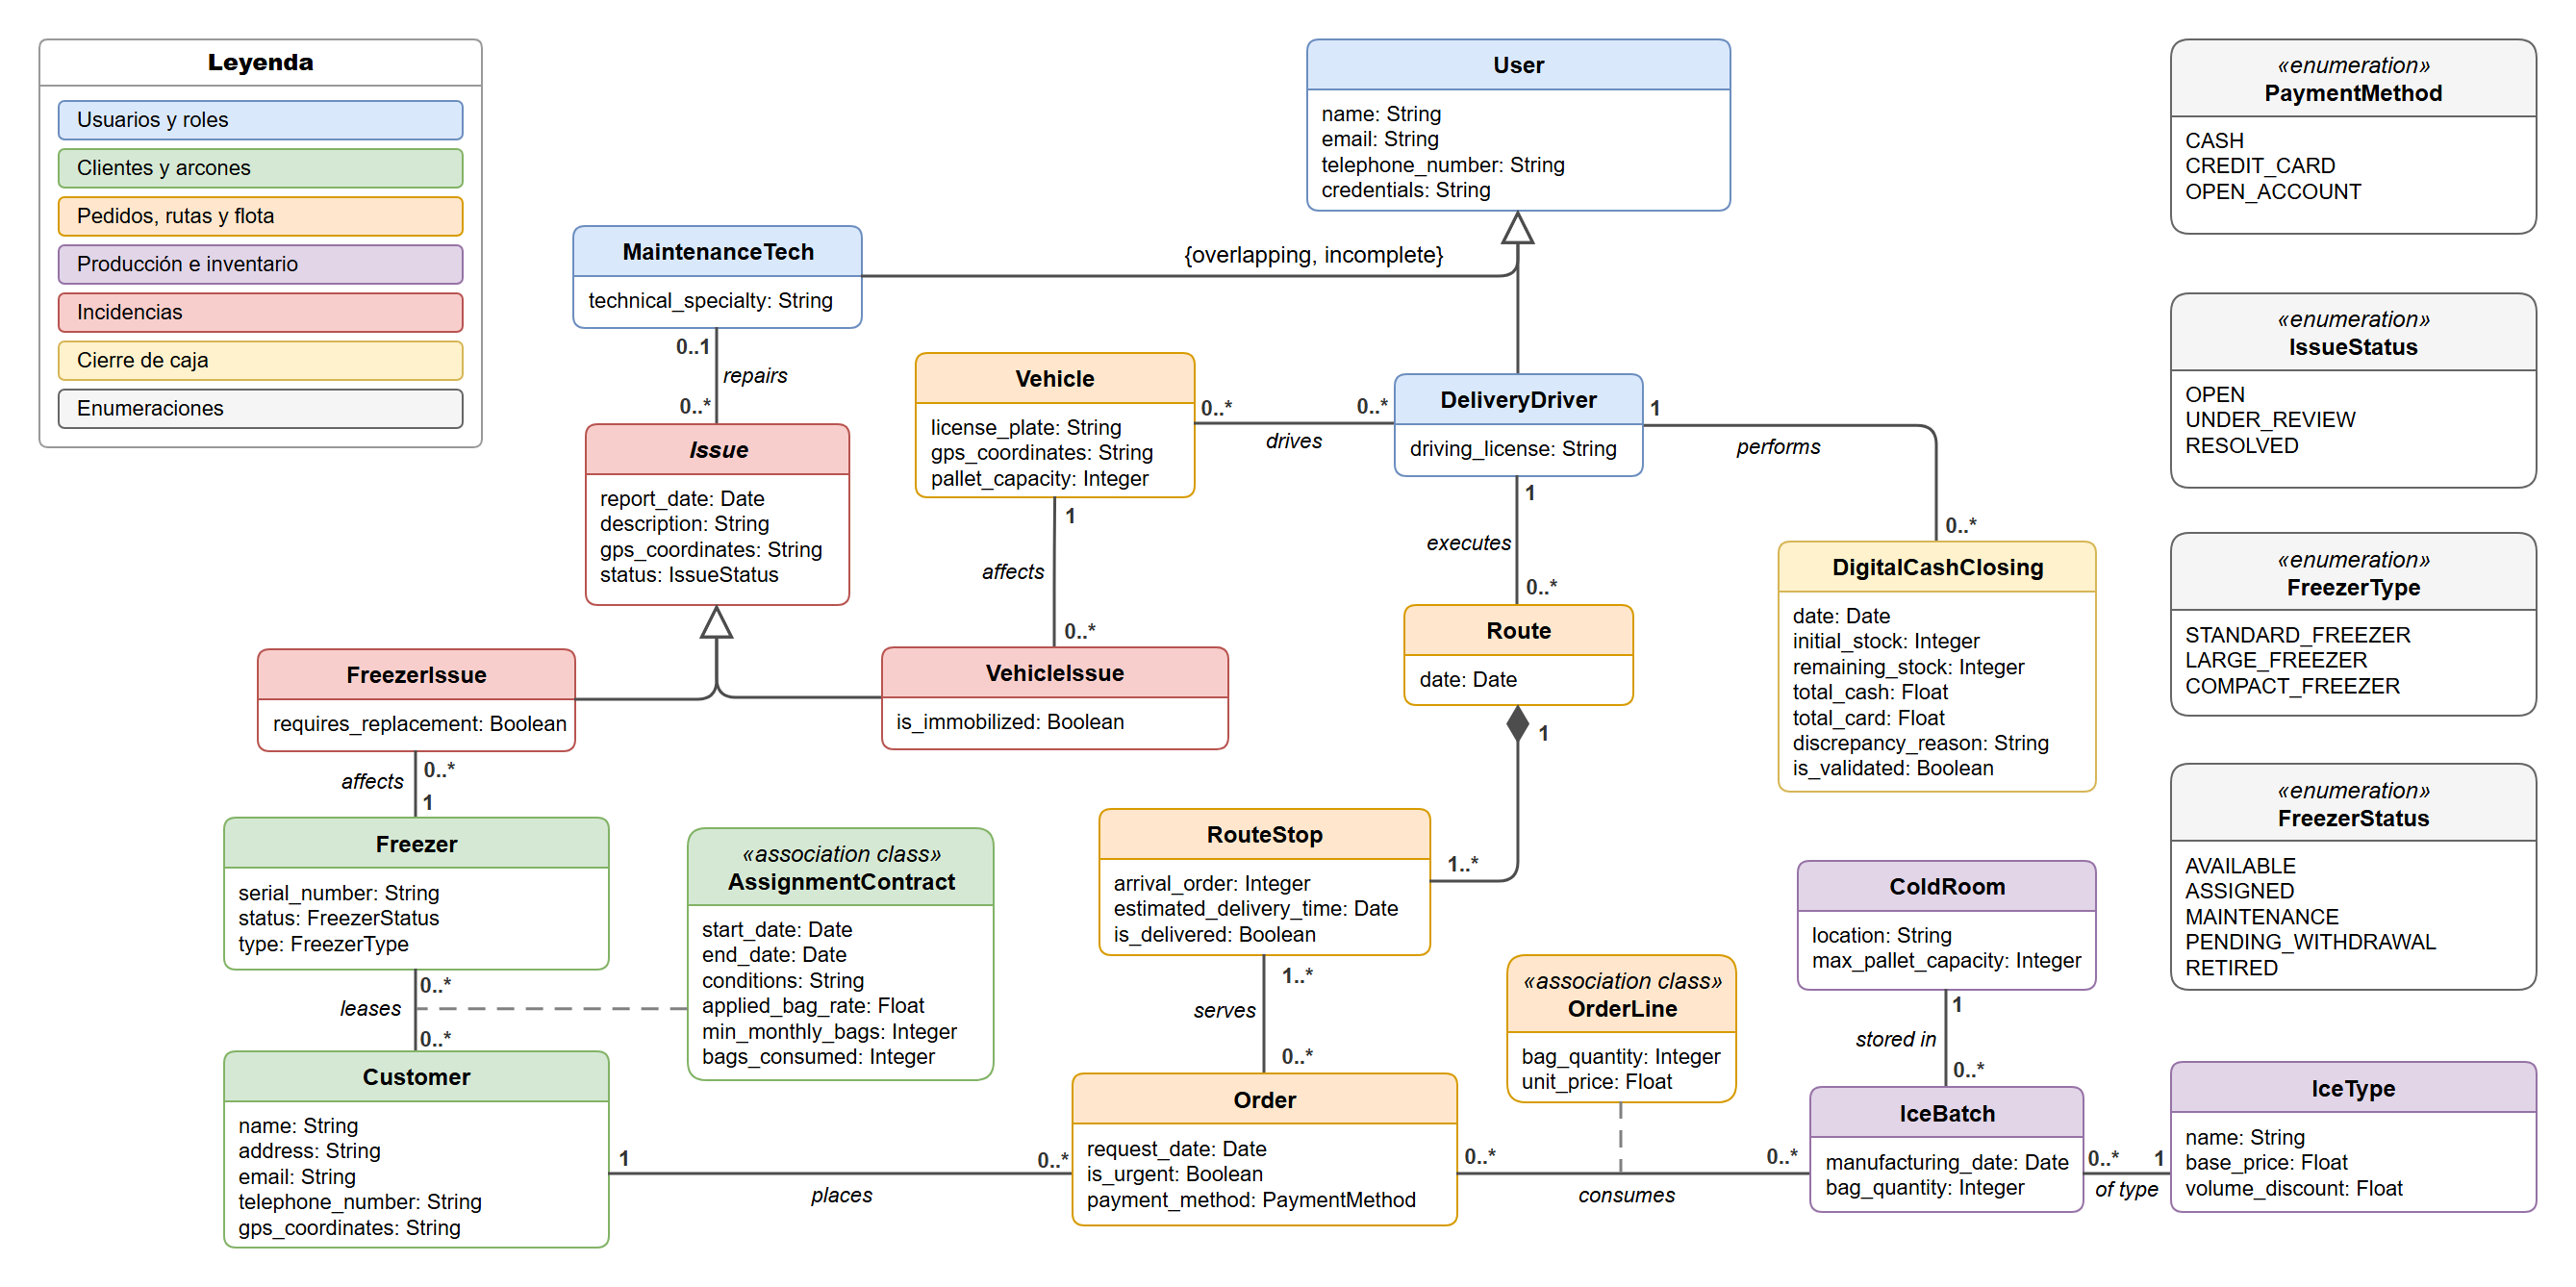 Leyenda
Usuarios y roles
Clientes y arcones
Pedidos, rutas y flota
Producción e inventario
Incidencias
Cierre de caja
Enumeraciones
User
name: String
email: String
telephone_number: String
credentials: String
{overlapping, incomplete}
MaintenanceTech
technical_specialty: String
0..1
repairs
0..*
Issue
report_date: Date
description: String
gps_coordinates: String
status: IssueStatus
Vehicle
license_plate: String
gps_coordinates: String
pallet_capacity: Integer
0..*
drives
0..*
DeliveryDriver
driving_license: String
1
performs
0..*
1
executes
0..*
1
affects
0..*
DigitalCashClosing
date: Date
initial_stock: Integer
remaining_stock: Integer
total_cash: Float
total_card: Float
discrepancy_reason: String
is_validated: Boolean
Route
date: Date
1
1..*
FreezerIssue
requires_replacement: Boolean
VehicleIssue
is_immobilized: Boolean
0..*
affects
1
Freezer
serial_number: String
status: FreezerStatus
type: FreezerType
«association class»
AssignmentContract
start_date: Date
end_date: Date
conditions: String
applied_bag_rate: Float
min_monthly_bags: Integer
bags_consumed: Integer
0..*
leases
0..*
Customer
name: String
address: String
email: String
telephone_number: String
gps_coordinates: String
1
places
0..*
RouteStop
arrival_order: Integer
estimated_delivery_time: Date
is_delivered: Boolean
1..*
serves
0..*
Order
request_date: Date
is_urgent: Boolean
payment_method: PaymentMethod
«association class»
OrderLine
bag_quantity: Integer
unit_price: Float
0..*
consumes
0..*
ColdRoom
location: String
max_pallet_capacity: Integer
1
stored in
0..*
IceBatch
manufacturing_date: Date
bag_quantity: Integer
0..*
of type
1
IceType
name: String
base_price: Float
volume_discount: Float
«enumeration»
PaymentMethod
CASH
CREDIT_CARD
OPEN_ACCOUNT
«enumeration»
IssueStatus
OPEN
UNDER_REVIEW
RESOLVED
«enumeration»
FreezerType
STANDARD_FREEZER
LARGE_FREEZER
COMPACT_FREEZER
«enumeration»
FreezerStatus
AVAILABLE
ASSIGNED
MAINTENANCE
PENDING_WITHDRAWAL
RETIRED